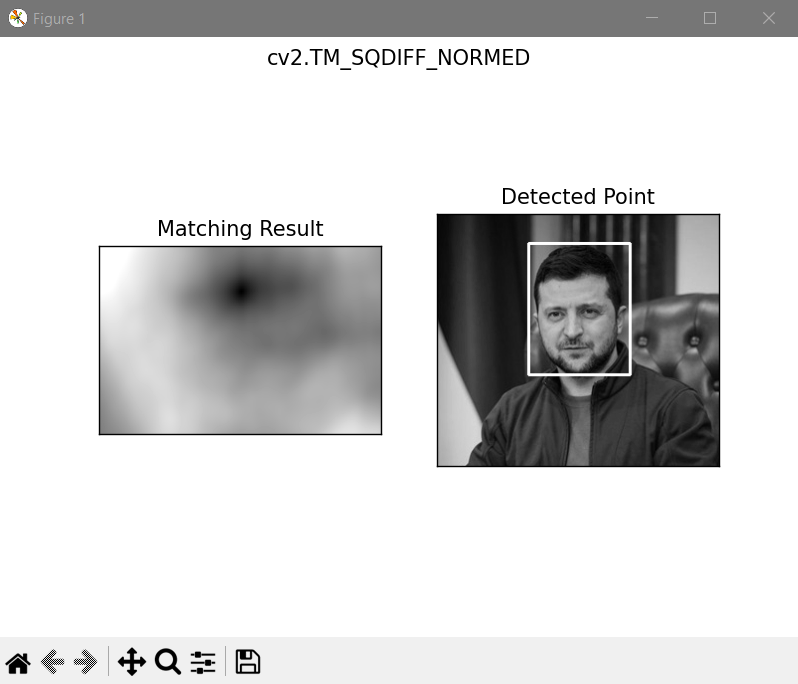 Figure 1
cv2.TM_SQDIFF_NORMED
Matching Result
Detected Point